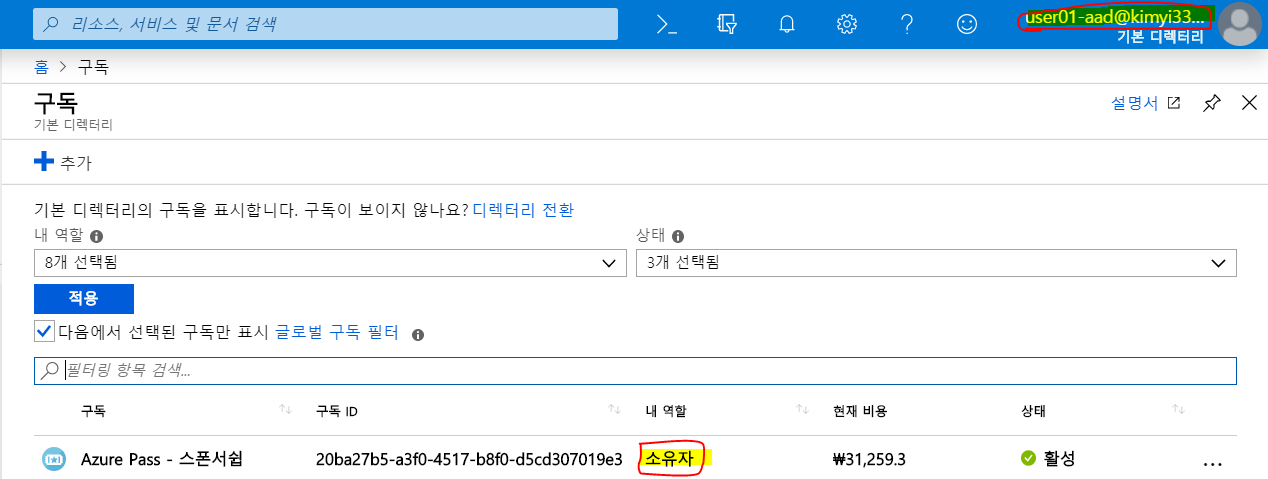 리소스, 서비스 및 문서 검색
user01-aad@kimyi33...
기본 디렉터리
홈 > 구독
구독
기본 디렉터리
설명서
추가
기본 디렉터리의 구독을 표시합니다. 구독이 보이지 않나요? 디렉터리 전환
내 역할 상태
8개 선택됨 3개 선택됨
적용
다음에서 선택된 구독만 표시 글로벌 구독 필터
필터링 항목 검색...
구독 구독 ID 내 역할 현재 비용 상태
Azure Pass - 스폰서쉽 20ba27b5-a3f0-4517-b8f0-d5cd307019e3 소유자 ₩31,259.3 활성 ...